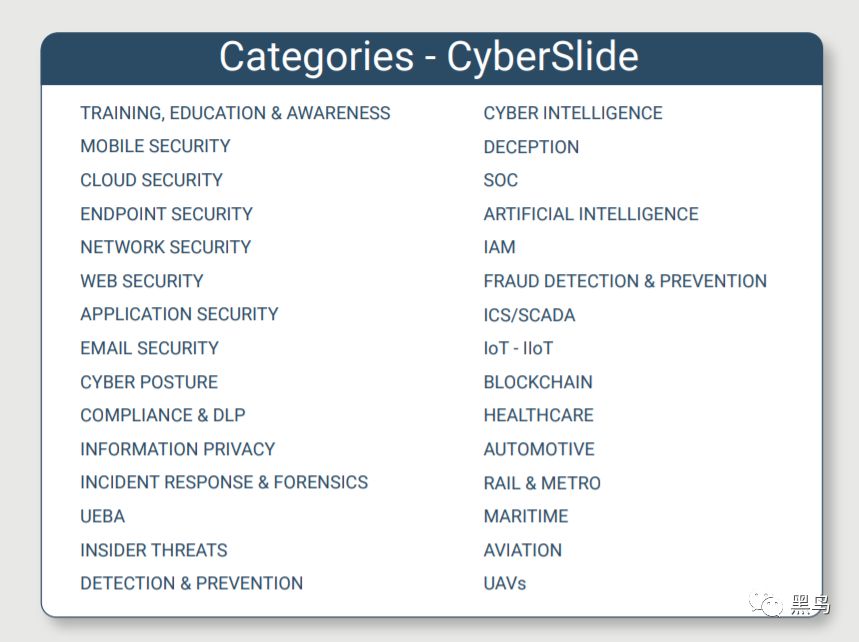 Categories - CyberSlide
TRAINING, EDUCATION & AWARENESS
MOBILE SECURITY
CLOUD SECURITY
ENDPOINT SECURITY
NETWORK SECURITY
WEB SECURITY
APPLICATION SECURITY
EMAIL SECURITY
CYBER POSTURE
COMPLIANCE & DLP
INFORMATION PRIVACY
INCIDENT RESPONSE & FORENSICS
UEBA
INSIDER THREATS
DETECTION & PREVENTION
CYBER INTELLIGENCE
DECEPTION
SOC
ARTIFICIAL INTELLIGENCE
IAM
FRAUD DETECTION & PREVENTION
ICS/SCADA
IoT - IIoT
BLOCKCHAIN
HEALTHCARE
AUTOMOTIVE
RAIL & METRO
MARITIME
AVIATION
UAVs
黑鸟